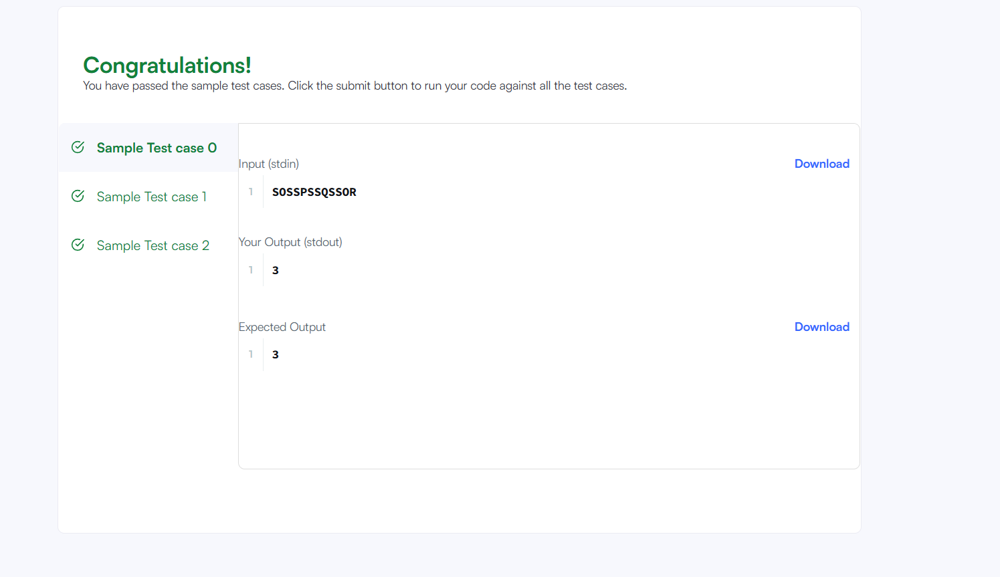 Congratulations!
You have passed the sample test cases. Click the submit button to run your code against all the test cases.
Sample Test case 0
Sample Test case 1
Sample Test case 2
Input (stdin)
Download
1 SOSSPSSQSSOR
Your Output (stdout)
1 3
Expected Output
Download
1 3